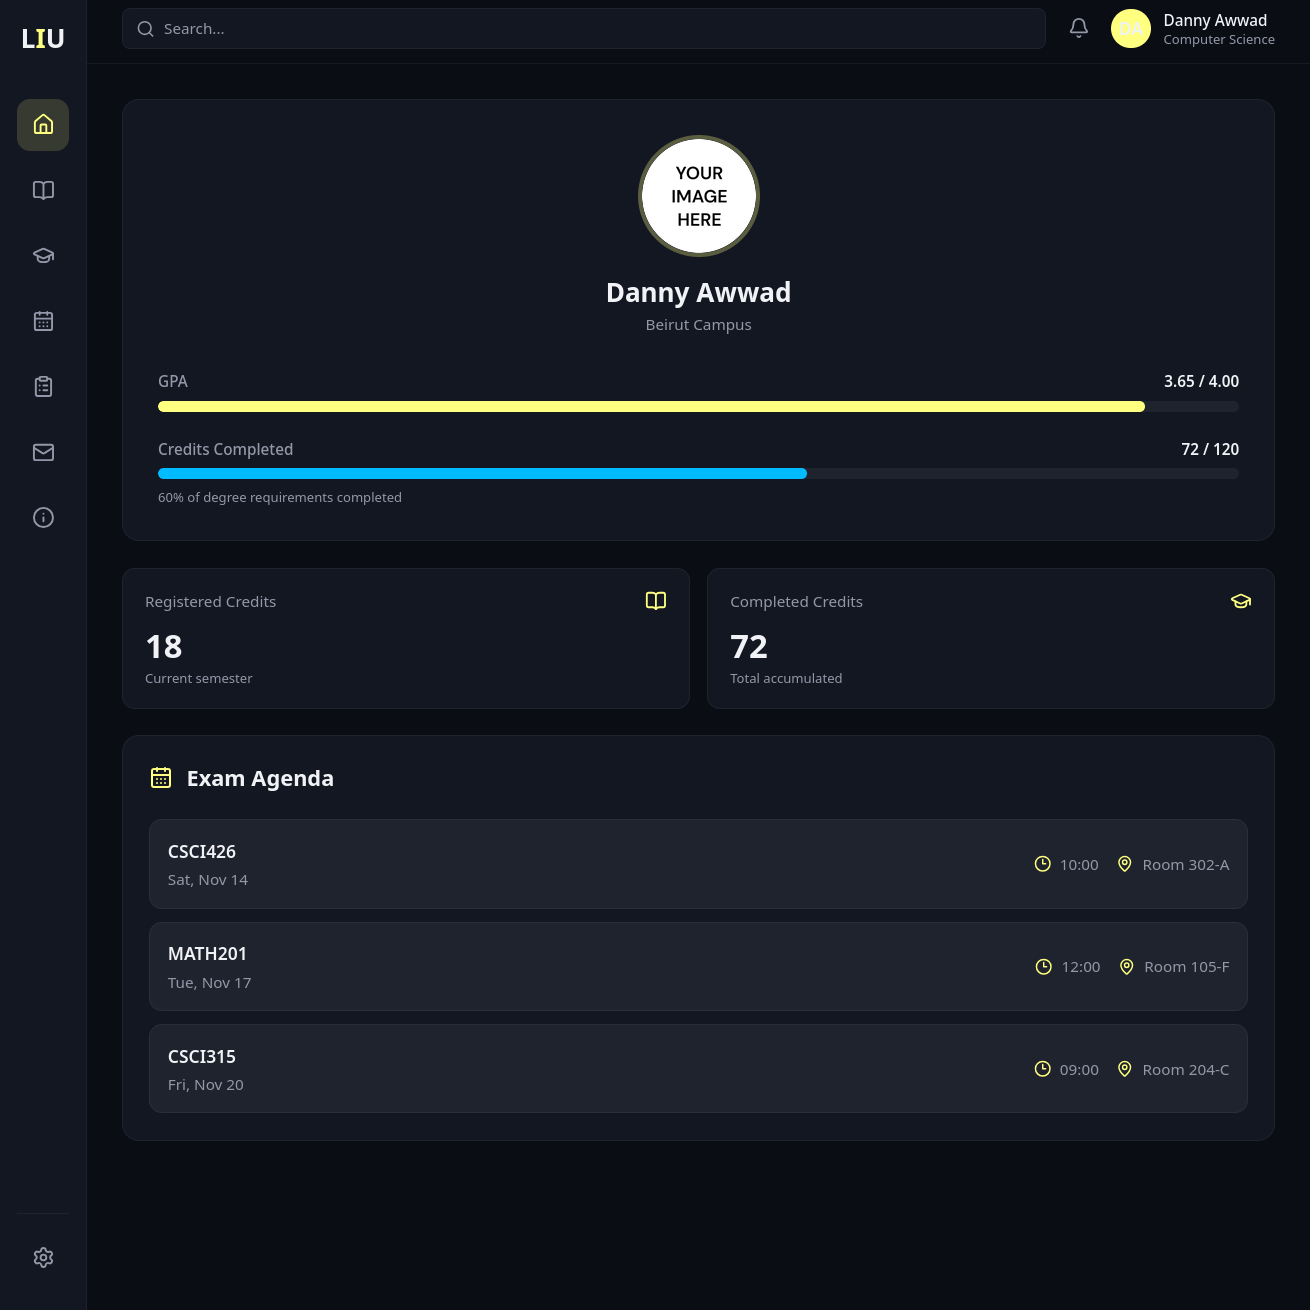 LIU
Search...
DA
Danny Awwad
Computer Science
YOUR
IMAGE
HERE
Danny Awwad
Beirut Campus
GPA
3.65 / 4.00
Credits Completed
72 / 120
60% of degree requirements completed
Registered Credits
18
Current semester
Completed Credits
72
Total accumulated
Exam Agenda
CSCI426
Sat, Nov 14
10:00
Room 302-A
MATH201
Tue, Nov 17
12:00
Room 105-F
CSCI315
Fri, Nov 20
09:00
Room 204-C